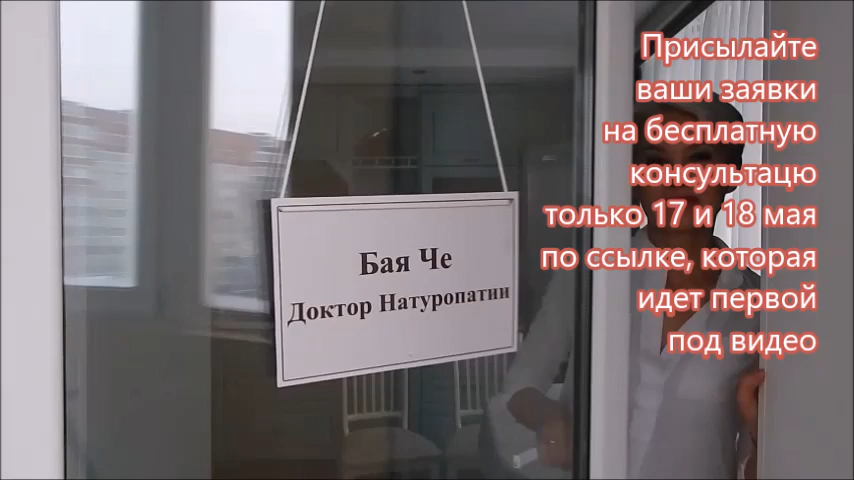 Бая Че
Доктор Натуропатии
Присылайте
ваши заявки
на бесплатную
консультацю
только 17 и 18 мая
по ссылке, которая
идет первой
под видео